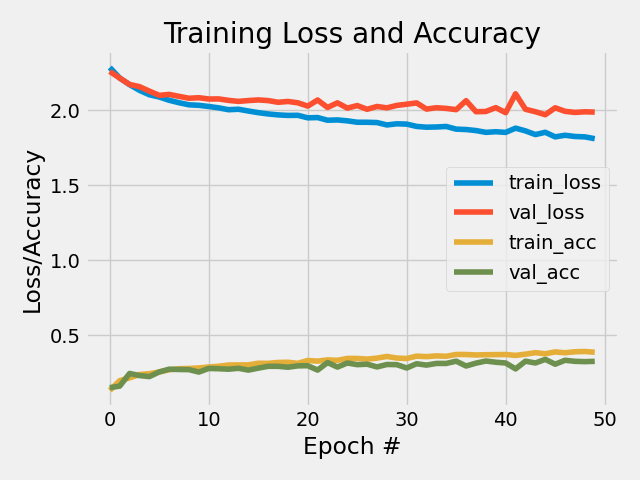 Training Loss and Accuracy
Loss/Accuracy
2.0
1.5
1.0
0.5
train_loss
val_loss
train_acc
val_acc
0 10 20 30 40 50
Epoch #